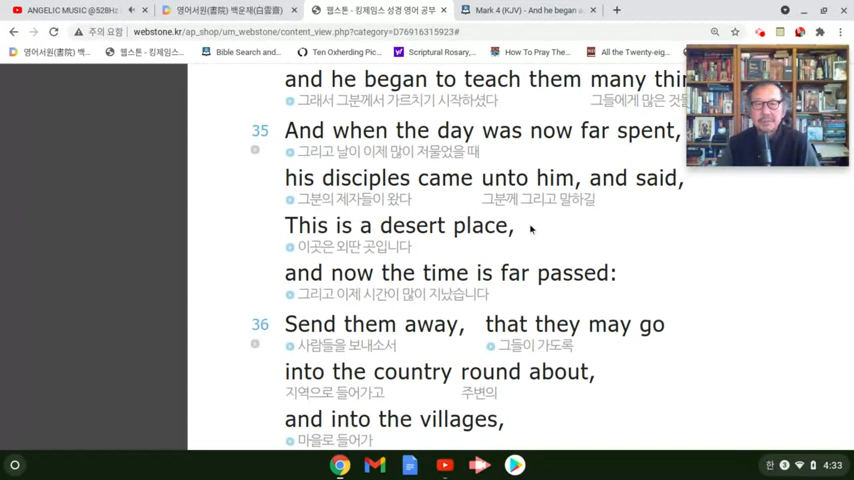 ANGELIC MUSIC @528Hz
영어서원(書院) 백운재(白雲齋)
웹스톤 - 킹제임스 성경 영어 공부
Mark 4 (KJV) - And he began a
주의 요함
webstone.kr/ap_shop/um_webstone/content_view.php?category=D76916315923#
영어서원(書院) 백...
웹스톤 - 킹제임스...
Bible Search and...
Ten Oxherding Pic...
Scriptural Rosary,...
How To Pray The...
All the Twenty-eig...
and he began to teach them many thin
그래서 그분께서 가르치기 시작하셨다 그들에게 많은 것들
35 And when the day was now far spent,
그리고 날이 이제 많이 저물었을 때
his disciples came unto him, and said,
그분의 제자들이 왔다 그분께 그리고 말하길
This is a desert place,
이곳은 외딴 곳입니다
and now the time is far passed:
그리고 이제 시간이 많이 지났습니다
36 Send them away, that they may go
사람들을 보내소서 그들이 가도록
into the country round about,
지역으로 들어가고 주변의
and into the villages,
마을로 들어가
한 3 4:33